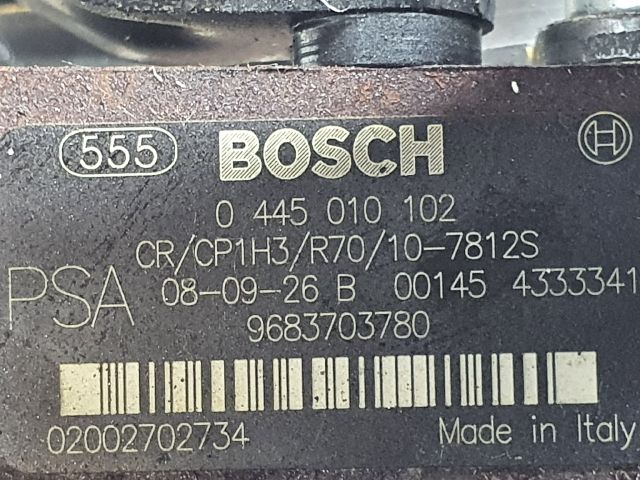 555 BOSCH
0 445 010 102
CR/CP1H3/R70/10-7812S
PSA 08-09-26 B 00145 4333341
9683703780
02002702734 Made in Italy